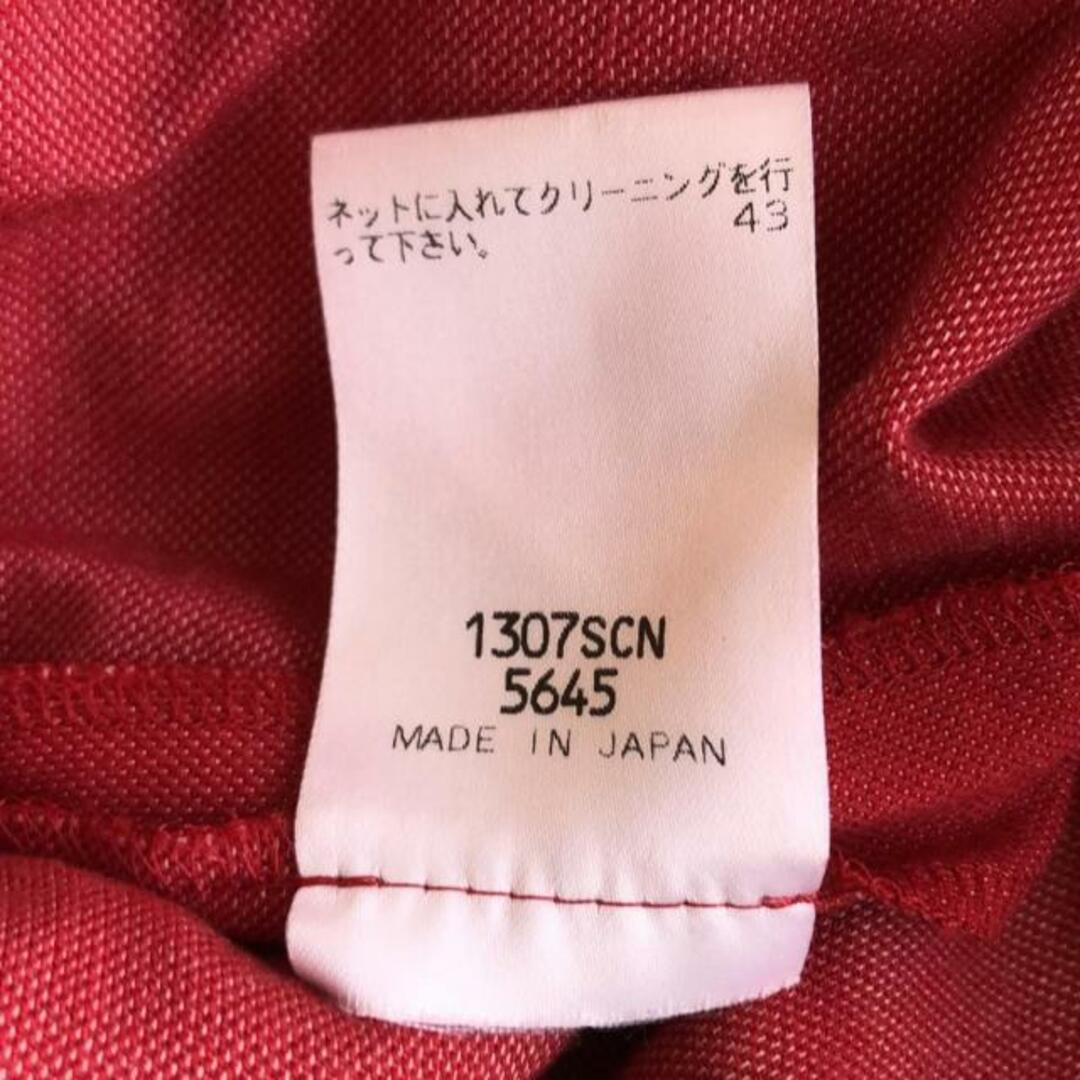 ネットに入れてクリーニングを行
って下さい。 43
1307SCN
5645
MADE IN JAPAN